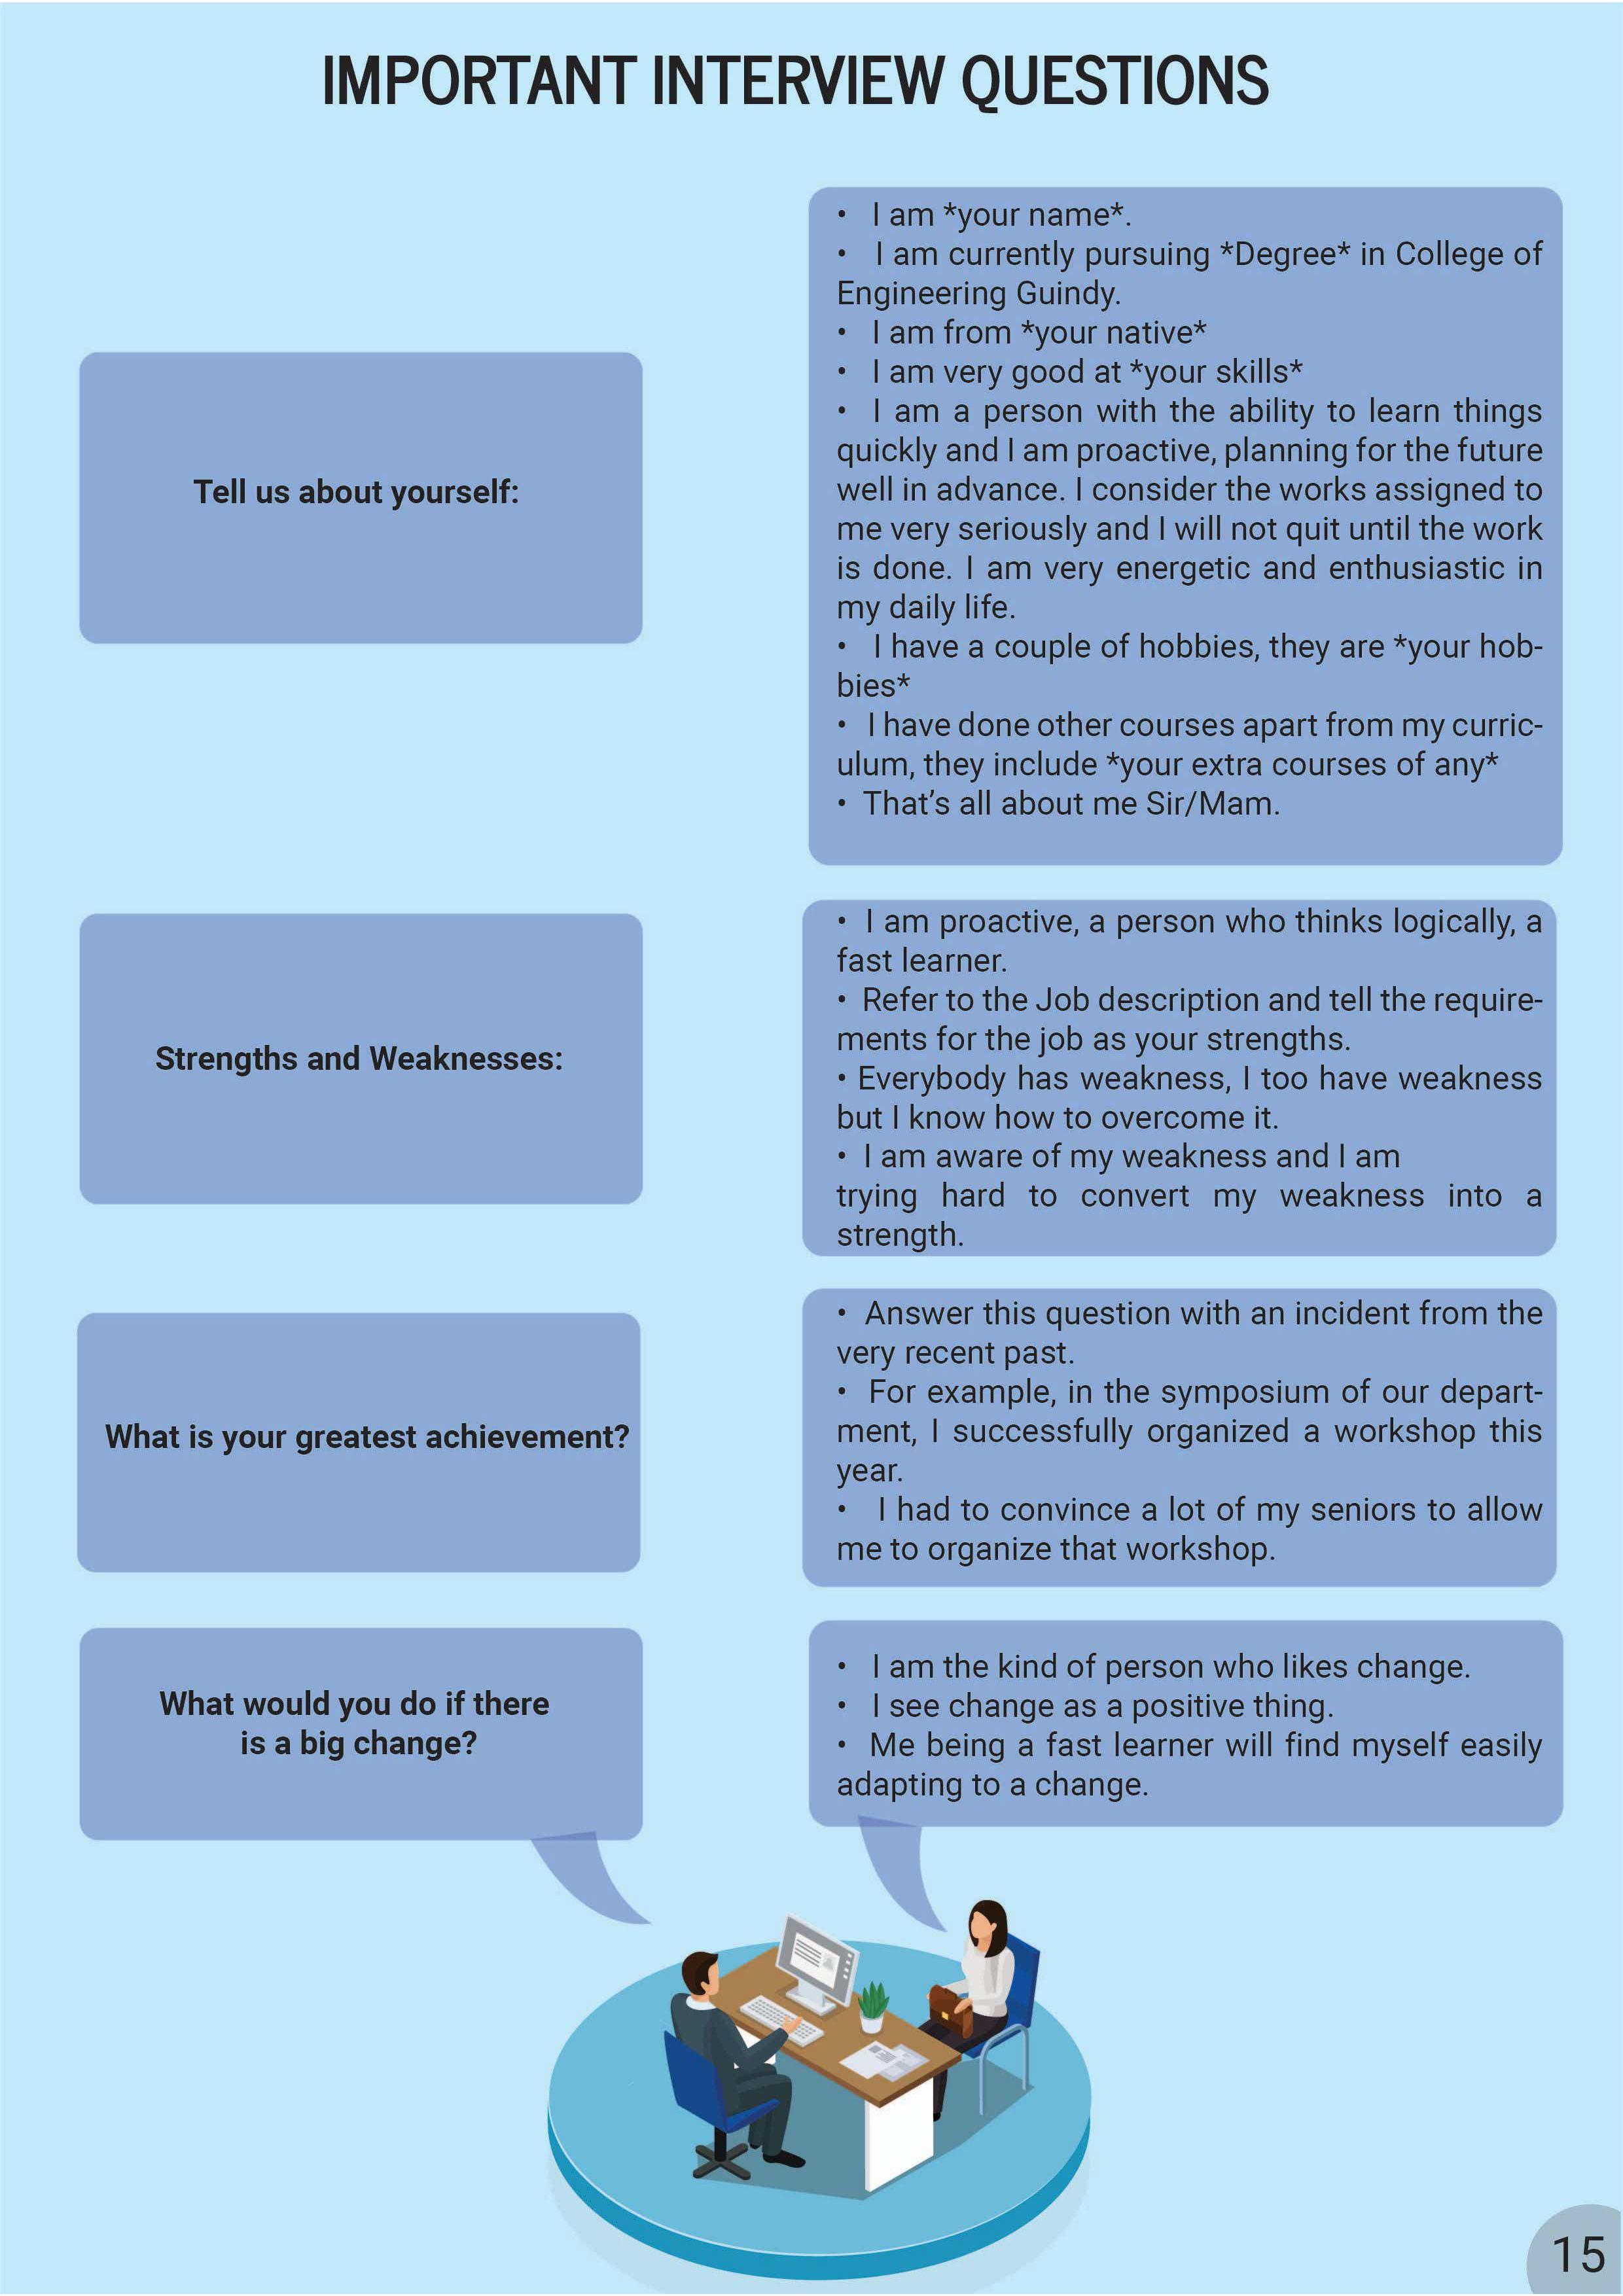 IMPORTANT INTERVIEW QUESTIONS
Tell us about yourself:
• I am *your name*.
• I am currently pursuing *Degree* in College of
Engineering Guindy.
• I am from *your native*
• I am very good at *your skills*
• I am a person with the ability to learn things
quickly and I am proactive, planning for the future
well in advance. I consider the works assigned to
me very seriously and I will not quit until the work
is done. I am very energetic and enthusiastic in
my daily life.
• I have a couple of hobbies, they are *your hob-
bies*
• I have done other courses apart from my curric-
ulum, they include *your extra courses of any*
• That’s all about me Sir/Mam.
Strengths and Weaknesses:
• I am proactive, a person who thinks logically, a
fast learner.
• Refer to the Job description and tell the require-
ments for the job as your strengths.
• Everybody has weakness, I too have weakness
but I know how to overcome it.
• I am aware of my weakness and I am
trying hard to convert my weakness into a
strength.
What is your greatest achievement?
• Answer this question with an incident from the
very recent past.
• For example, in the symposium of our depart-
ment, I successfully organized a workshop this
year.
• I had to convince a lot of my seniors to allow
me to organize that workshop.
What would you do if there
is a big change?
• I am the kind of person who likes change.
• I see change as a positive thing.
• Me being a fast learner will find myself easily
adapting to a change.
15